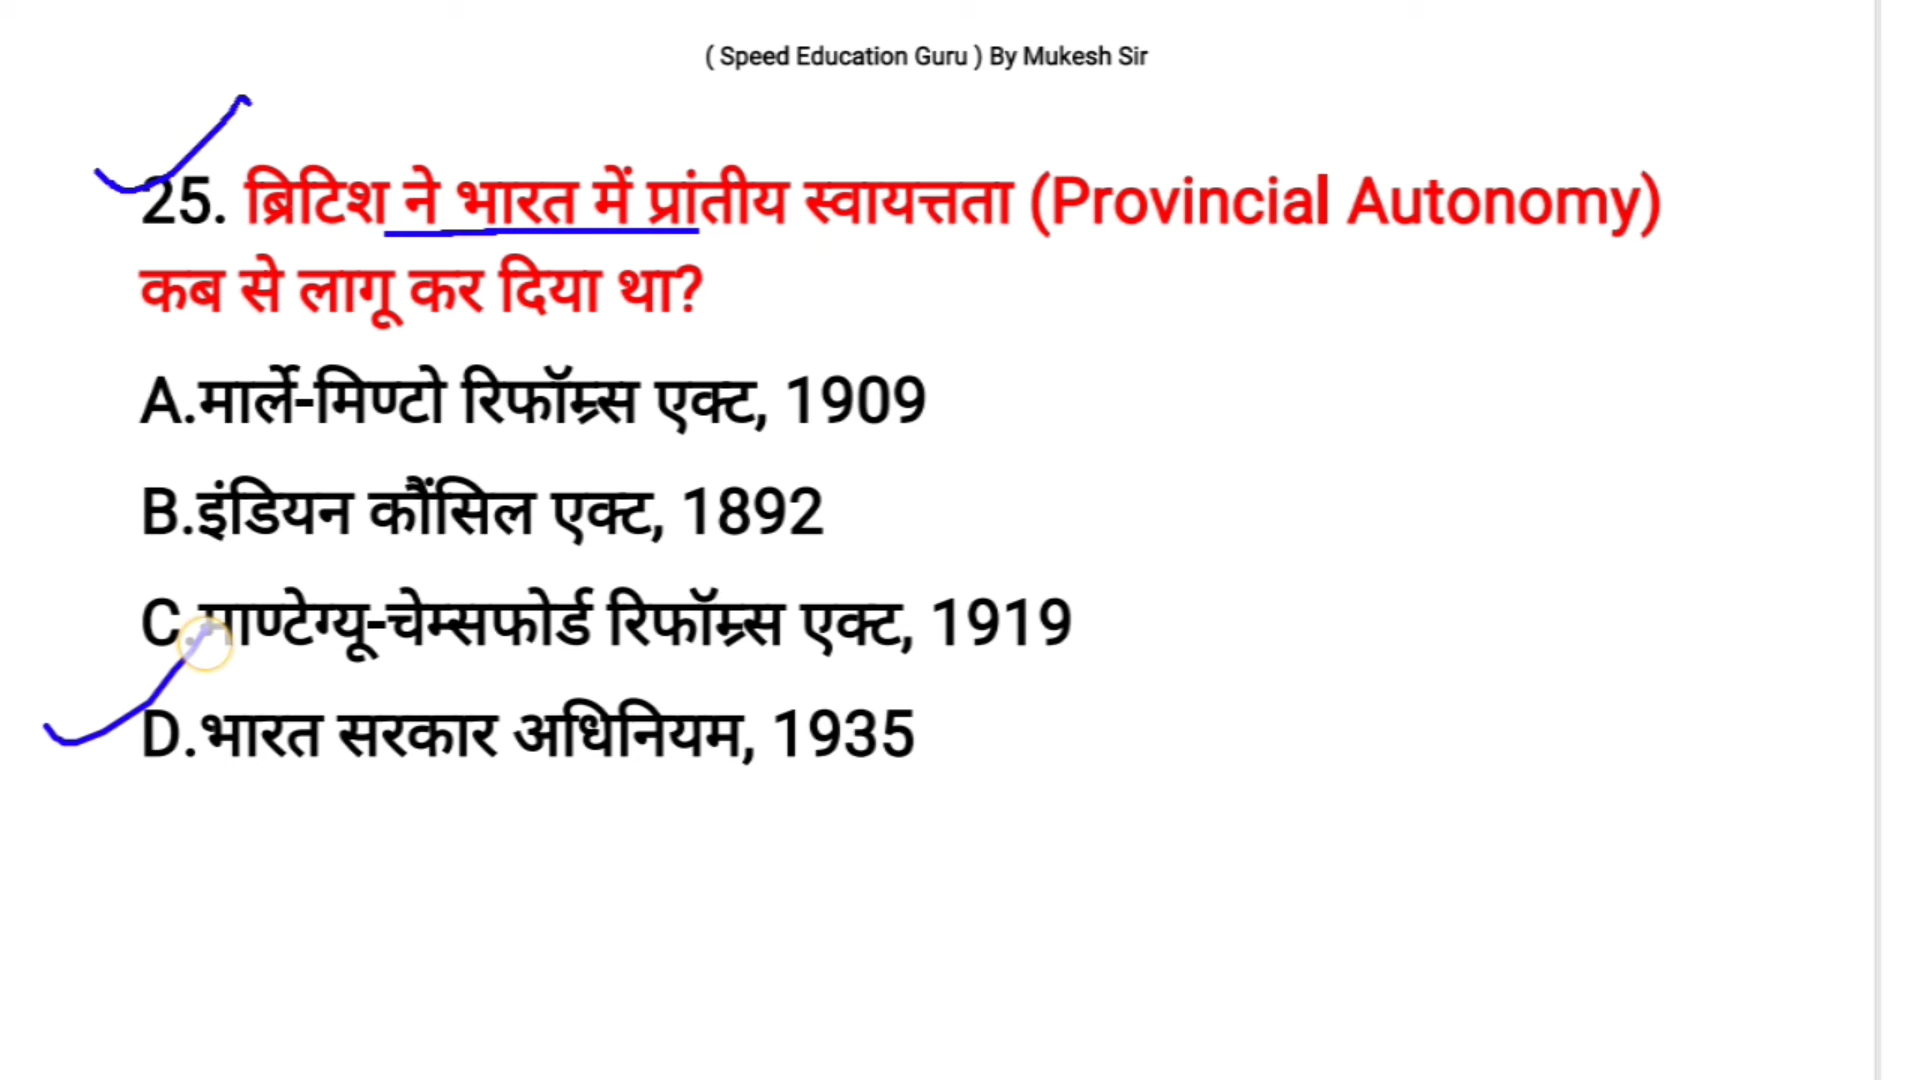 ( Speed Education Guru ) By Mukesh Sir
25. ब्रिटिश ने भारत में प्रांतीय स्वायत्तता (Provincial Autonomy)
कब से लागू कर दिया था?
A.मार्ले-मिण्टो रिफॉम्र्स एक्ट, 1909
B.इंडियन कौंसिल एक्ट, 1892
C.माण्टेग्यू-चेम्सफोर्ड रिफॉम्र्स एक्ट, 1919
D.भारत सरकार अधिनियम, 1935